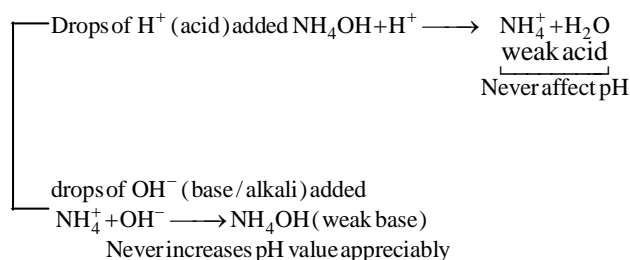 Drops of H⁺ (acid) added NH₄OH + H⁺ ⟶ NH₄⁺ + H₂O
weak acid
Never affect pH
drops of OH⁻ (base / alkali) added
NH₄⁺ + OH⁻ ⟶ NH₄OH (weak base)
Never increases pH value appreciably